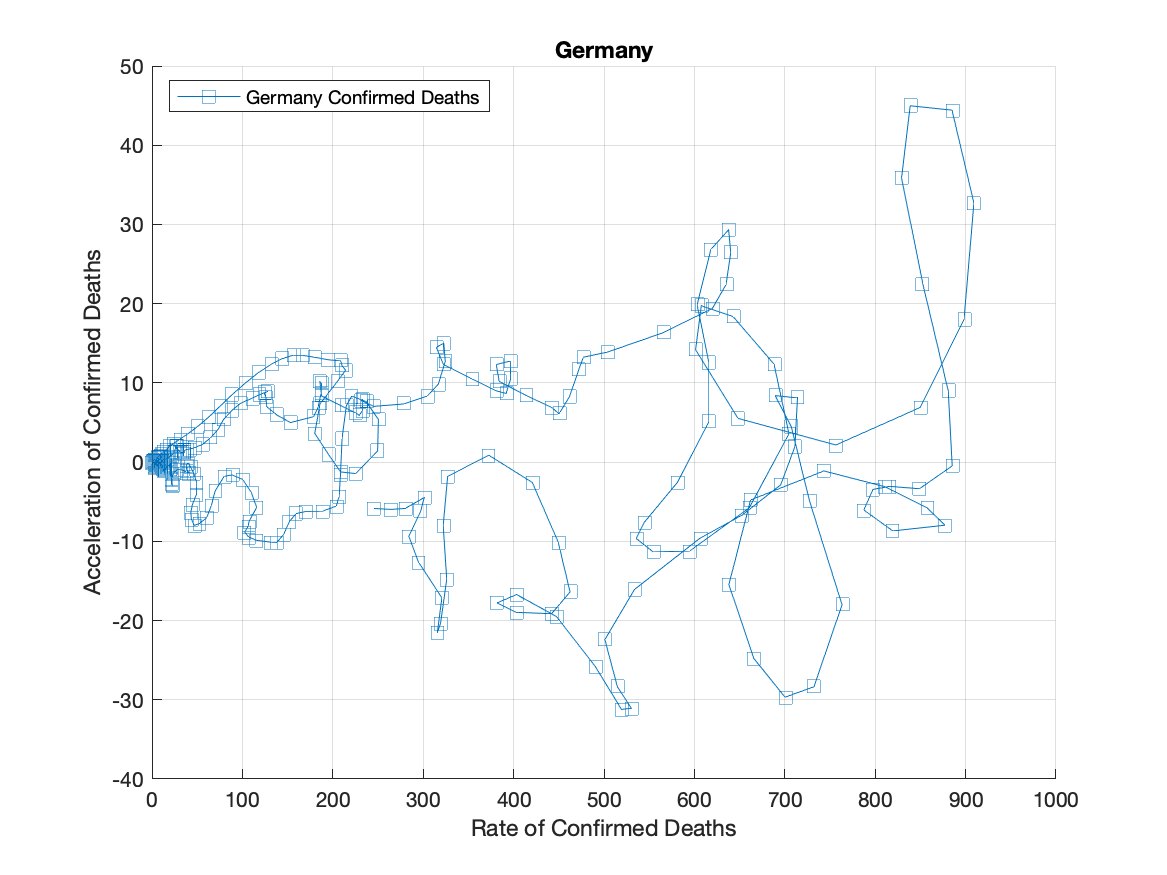 Germany
Germany Confirmed Deaths
50
40
30
20
10
0
-10
-20
-30
-40
Acceleration of Confirmed Deaths
0 100 200 300 400 500 600 700 800 900 1000
Rate of Confirmed Deaths